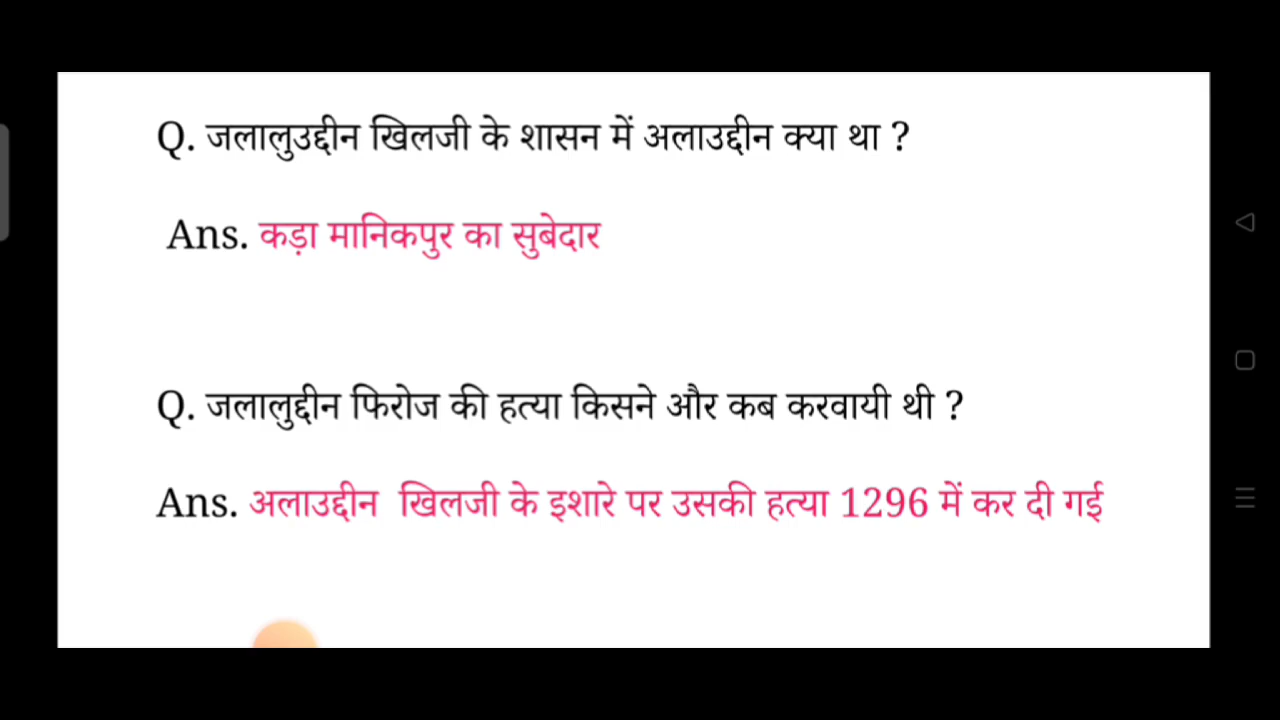 Q. जलालुउद्दीन खिलजी के शासन में अलाउद्दीन क्या था ?
Ans. कड़ा मानिकपुर का सुबेदार
Q. जलालुद्दीन फिरोज की हत्या किसने और कब करवायी थी ?
Ans. अलाउद्दीन खिलजी के इशारे पर उसकी हत्या 1296 में कर दी गई